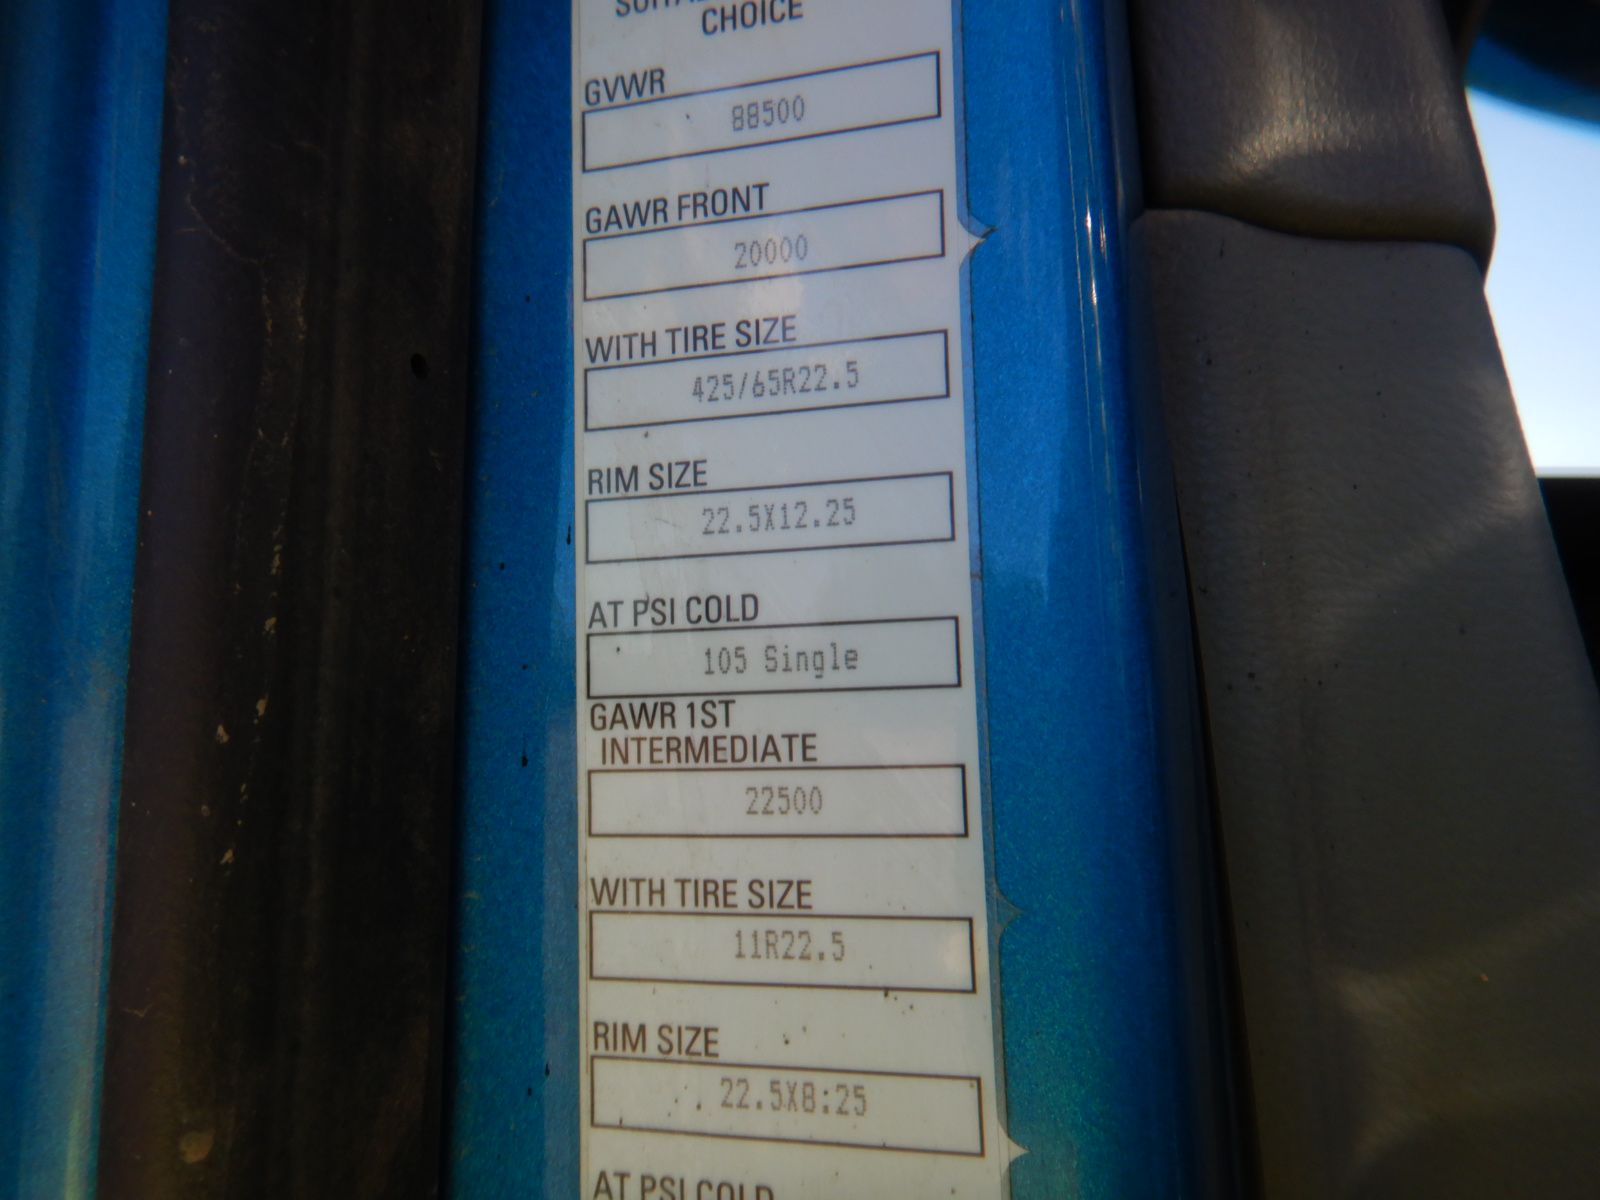 CHOICE
GVWR
88500
GAWR FRONT
20000
WITH TIRE SIZE
425/65R22.5
RIM SIZE
22.5X12.25
AT PSI COLD
105 Single
GAWR 1ST
INTERMEDIATE
22500
WITH TIRE SIZE
11R22.5
RIM SIZE
22.5X8:25
AT PSI COLD